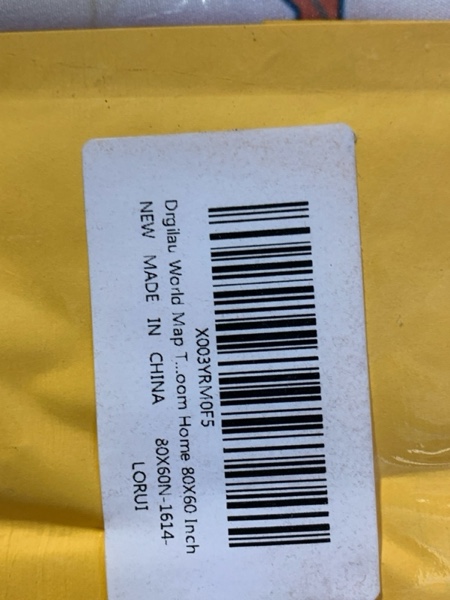 X003YRM0F5
Drgilau World Map T...oom Home 80X60 Inch
NEW MADE IN CHINA 80X60N-1614-
LORUI